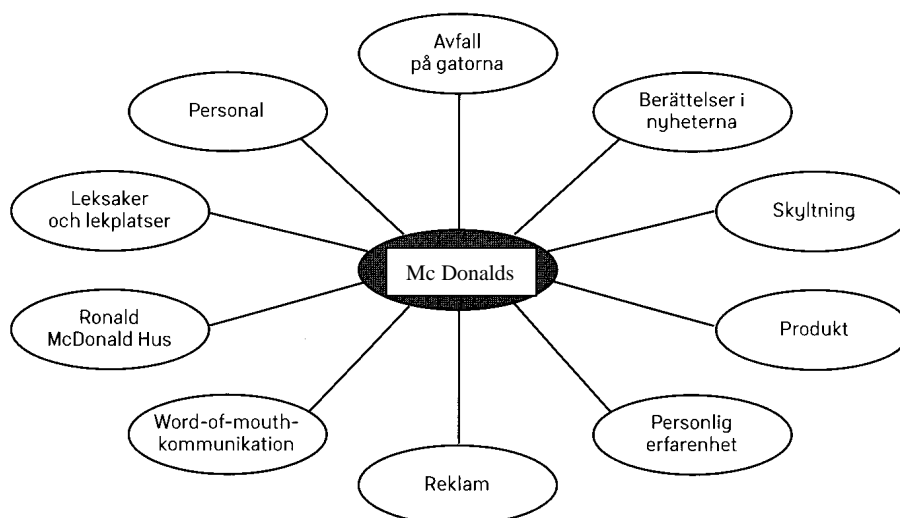 Avfall
på gatorna
Personal
Berättelser i
nyheterna
Leksaker
och lekplatser
Skyltning
Mc Donalds
Ronald
McDonald Hus
Produkt
Word-of-mouth-
kommunikation
Personlig
erfarenhet
Reklam